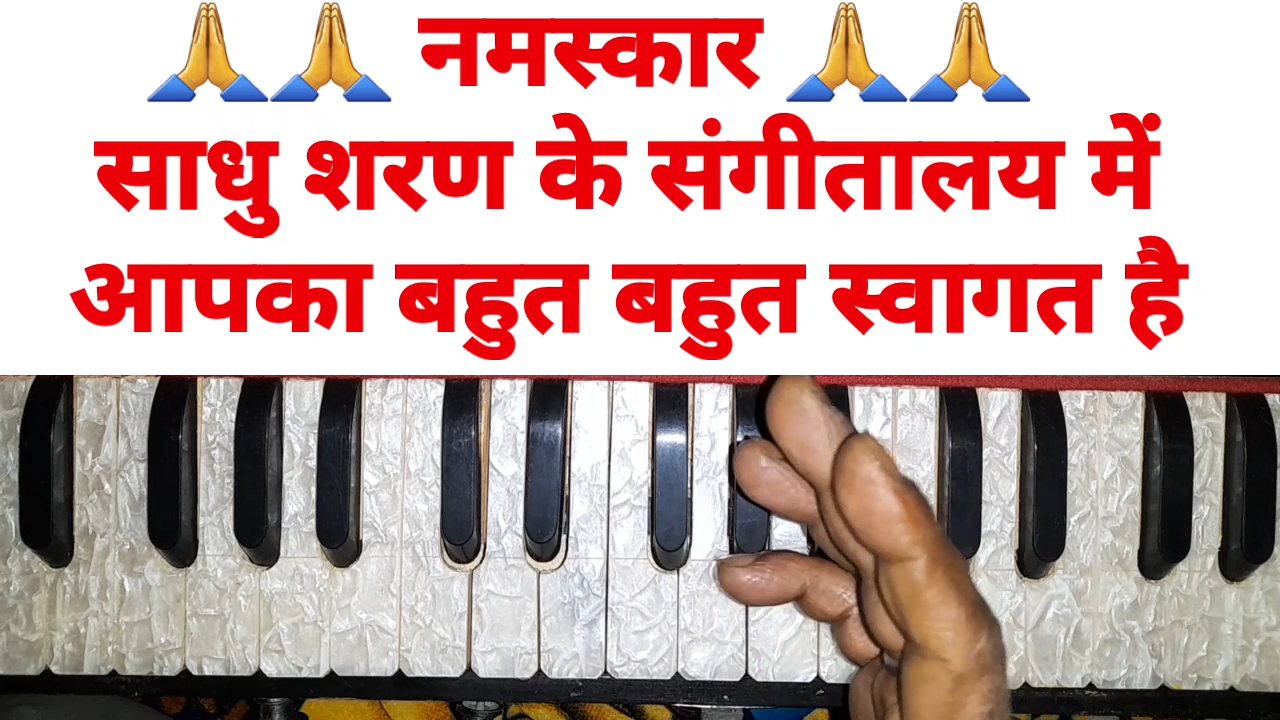 🙏🙏 नमस्कार 🙏🙏
साधु शरण के संगीतालय में
आपका बहुत बहुत स्वागत है